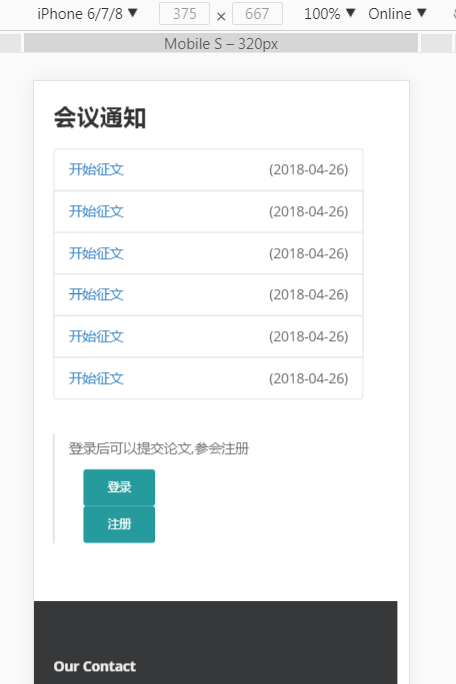 iPhone 6/7/8 ▼ 375 × 667 100% ▼ Online ▼
Mobile S – 320px
会议通知
开始征文 (2018-04-26)
开始征文 (2018-04-26)
开始征文 (2018-04-26)
开始征文 (2018-04-26)
开始征文 (2018-04-26)
开始征文 (2018-04-26)
登录后可以提交论文,参会注册
登录
注册
Our Contact